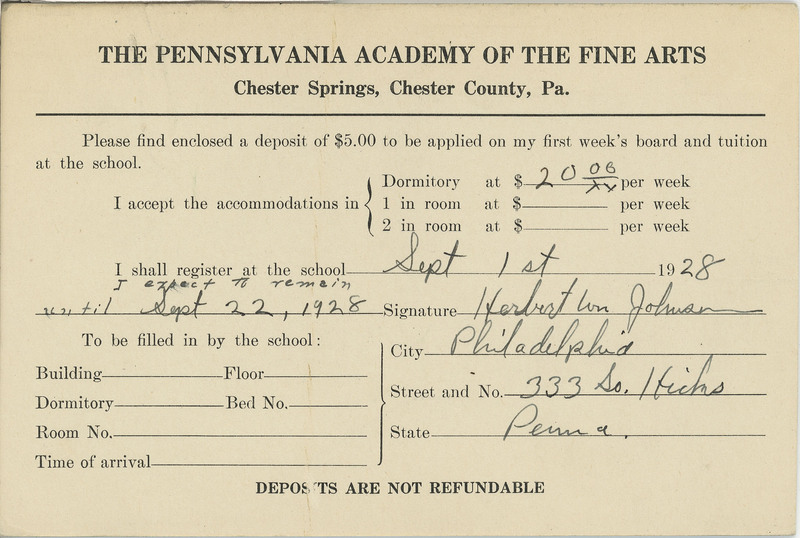 THE PENNSYLVANIA ACADEMY OF THE FINE ARTS
Chester Springs, Chester County, Pa.
Please find enclosed a deposit of $5.00 to be applied on my first week's board and tuition
at the school.
I accept the accommodations in
Dormitory at $ 20 00/xx per week
1 in room at $ per week
2 in room at $ per week
I shall register at the school Sept 1st 1928
I expect to remain
until Sept 22, 1928
Signature Herbert Wm Johnson
To be filled in by the school:
City Philadelphia
Building Floor
Street and No. 333 So. Hicks
Dormitory Bed No.
Room No.
State Penna.
Time of arrival
DEPOSITS ARE NOT REFUNDABLE